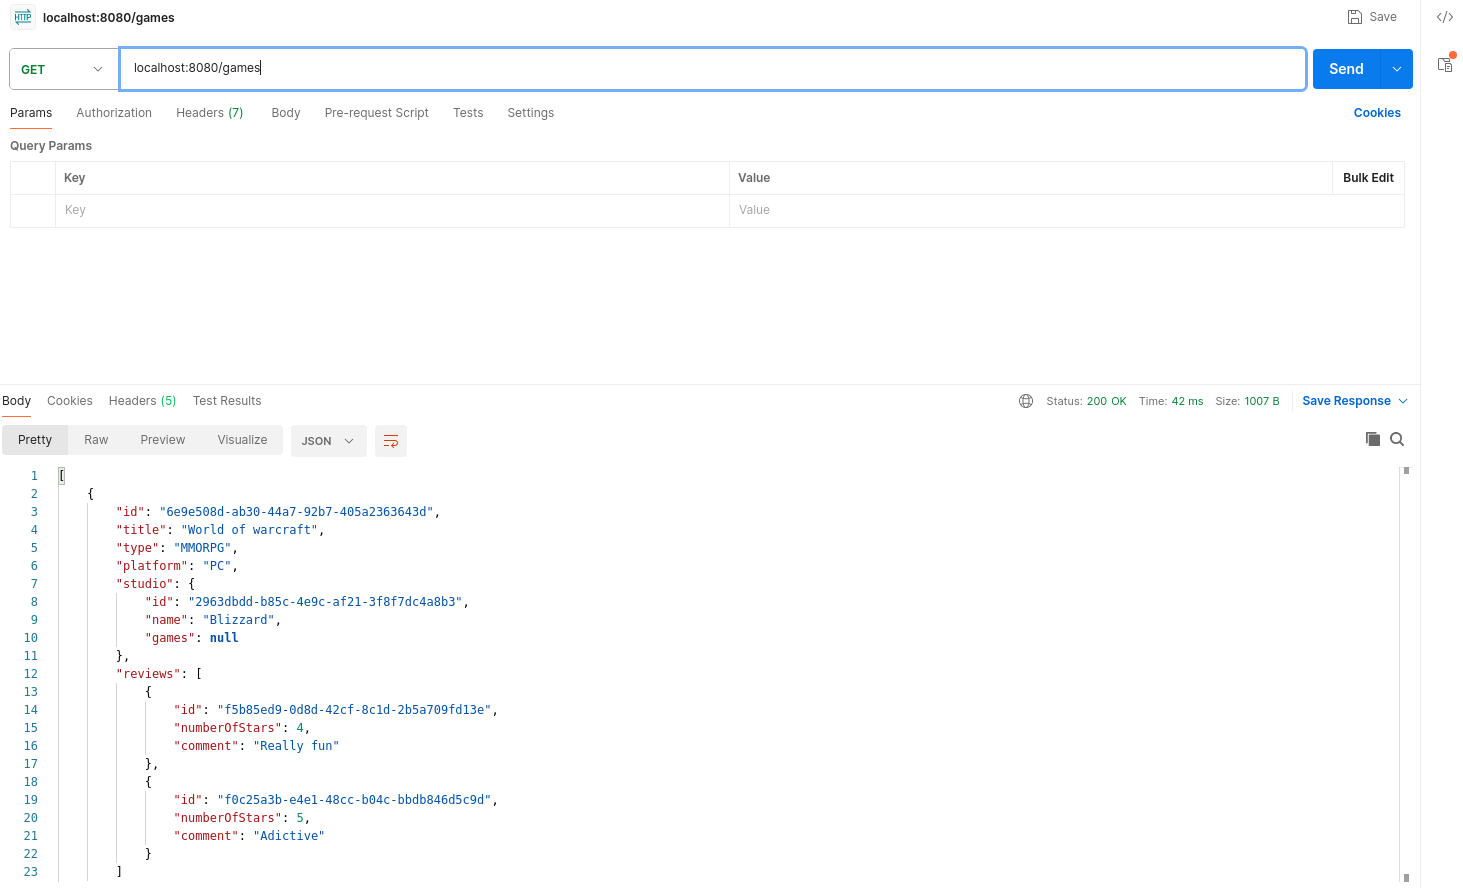 HTTP localhost:8080/games Save
GET localhost:8080/games Send
Params Authorization Headers (7) Body Pre-request Script Tests Settings Cookies
Query Params
Key Value Bulk Edit
Key Value
Body Cookies Headers (5) Test Results Status: 200 OK Time: 42 ms Size: 1007 B Save Response
Pretty Raw Preview Visualize JSON
1 [
2 {
3 "id": "6e9e508d-ab30-44a7-92b7-405a2363643d",
4 "title": "World of warcraft",
5 "type": "MMORPG",
6 "platform": "PC",
7 "studio": {
8 "id": "2963dbdd-b85c-4e9c-af21-3f8f7dc4a8b3",
9 "name": "Blizzard",
10 "games": null
11 },
12 "reviews": [
13 {
14 "id": "f5b85ed9-0d8d-42cf-8c1d-2b5a709fd13e",
15 "numberOfStars": 4,
16 "comment": "Really fun"
17 },
18 {
19 "id": "f0c25a3b-e4e1-48cc-b04c-bbdb846d5c9d",
20 "numberOfStars": 5,
21 "comment": "Adictive"
22 }
23 ]